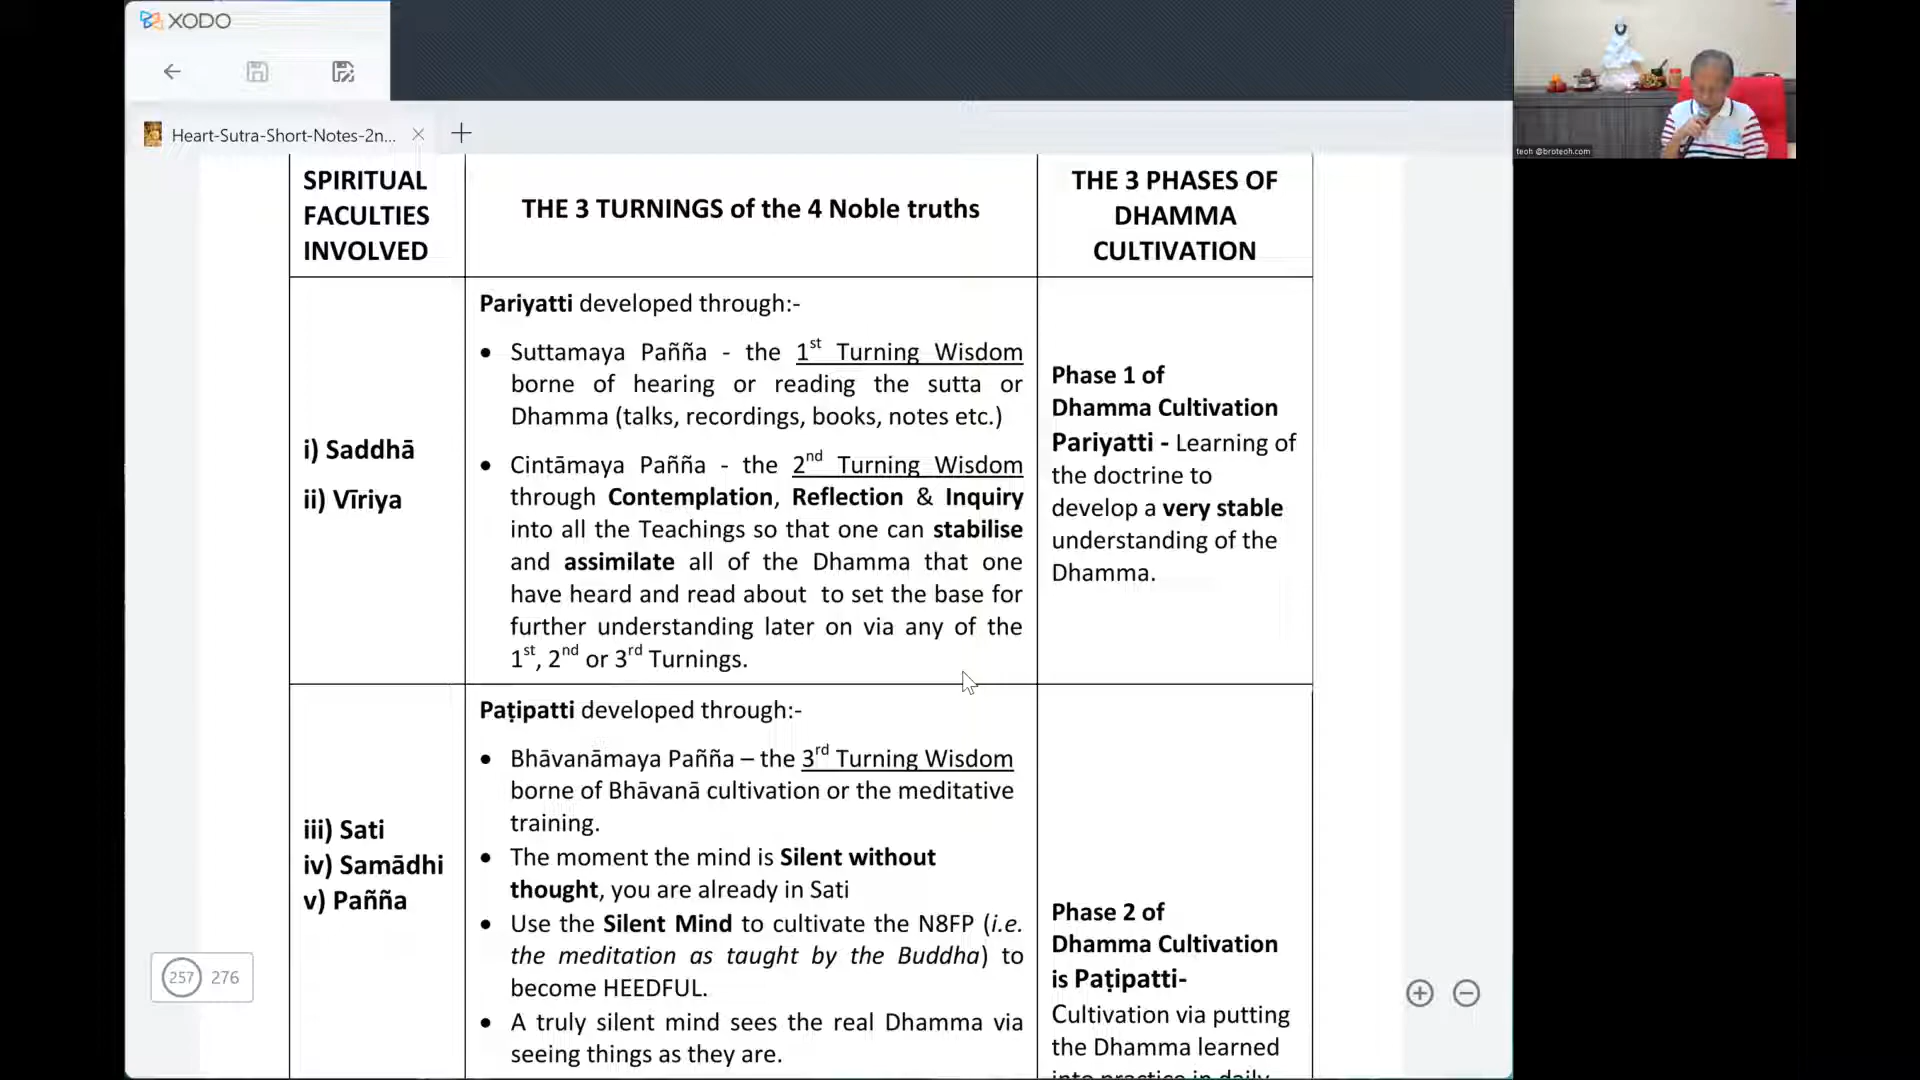 XODO
Heart-Sutra-Short-Notes-2n...
teoh @broteoh.com
SPIRITUAL
FACULTIES
INVOLVED
THE 3 TURNINGS of the 4 Noble truths
THE 3 PHASES OF
DHAMMA
CULTIVATION
i) Saddhā
ii) Vīriya
Pariyatti developed through:-
• Suttamaya Pañña - the 1st Turning Wisdom
borne of hearing or reading the sutta or
Dhamma (talks, recordings, books, notes etc.)
• Cintāmaya Pañña - the 2nd Turning Wisdom
through Contemplation, Reflection & Inquiry
into all the Teachings so that one can stabilise
and assimilate all of the Dhamma that one
have heard and read about to set the base for
further understanding later on via any of the
1st, 2nd or 3rd Turnings.
Phase 1 of
Dhamma Cultivation
Pariyatti - Learning of
the doctrine to
develop a very stable
understanding of the
Dhamma.
iii) Sati
iv) Samādhi
v) Pañña
Paṭipatti developed through:-
• Bhāvanāmaya Pañña – the 3rd Turning Wisdom
borne of Bhāvanā cultivation or the meditative
training.
• The moment the mind is Silent without
thought, you are already in Sati
• Use the Silent Mind to cultivate the N8FP (i.e.
the meditation as taught by the Buddha) to
become HEEDFUL.
• A truly silent mind sees the real Dhamma via
seeing things as they are.
Phase 2 of
Dhamma Cultivation
is Paṭipatti-
Cultivation via putting
the Dhamma learned
into practice in daily
257 276